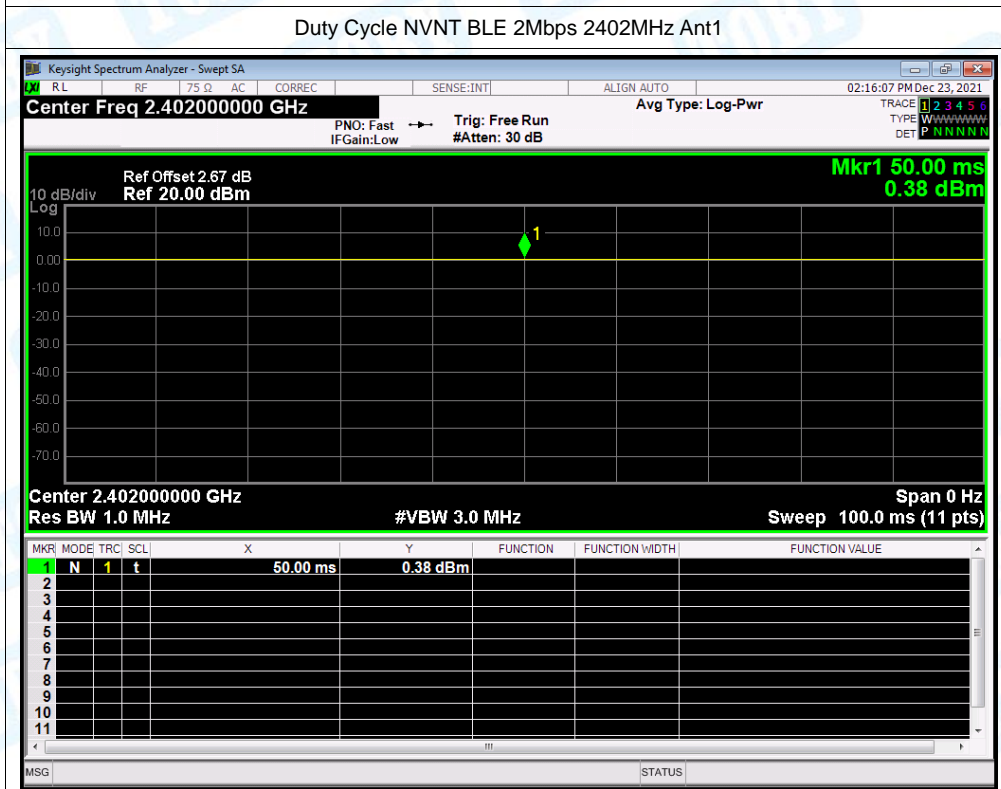 Duty Cycle NVNT BLE 2Mbps 2402MHz Ant1
Keysight Spectrum Analyzer - Swept SA
LXI RL RF 75 Ω AC CORREC SENSE:INT ALIGN AUTO 02:16:07 PM Dec 23, 2021
Center Freq 2.402000000 GHz Avg Type: Log-Pwr TRACE 1 2 3 4 5 6
PNO: Fast Trig: Free Run TYPE WWWWWW
IFGain:Low #Atten: 30 dB DET P N N N N N
Mkr1 50.00 ms
Ref Offset 2.67 dB 0.38 dBm
10 dB/div Ref 20.00 dBm
Log
1
10.0
0.00
-10.0
-20.0
-30.0
-40.0
-50.0
-60.0
-70.0
Center 2.402000000 GHz Span 0 Hz
Res BW 1.0 MHz #VBW 3.0 MHz Sweep 100.0 ms (11 pts)
MKR MODE TRC SCL X Y FUNCTION FUNCTION WIDTH FUNCTION VALUE
1 N 1 t 50.00 ms 0.38 dBm
2
3
4
5
6
7
8
9
10
11
MSG STATUS